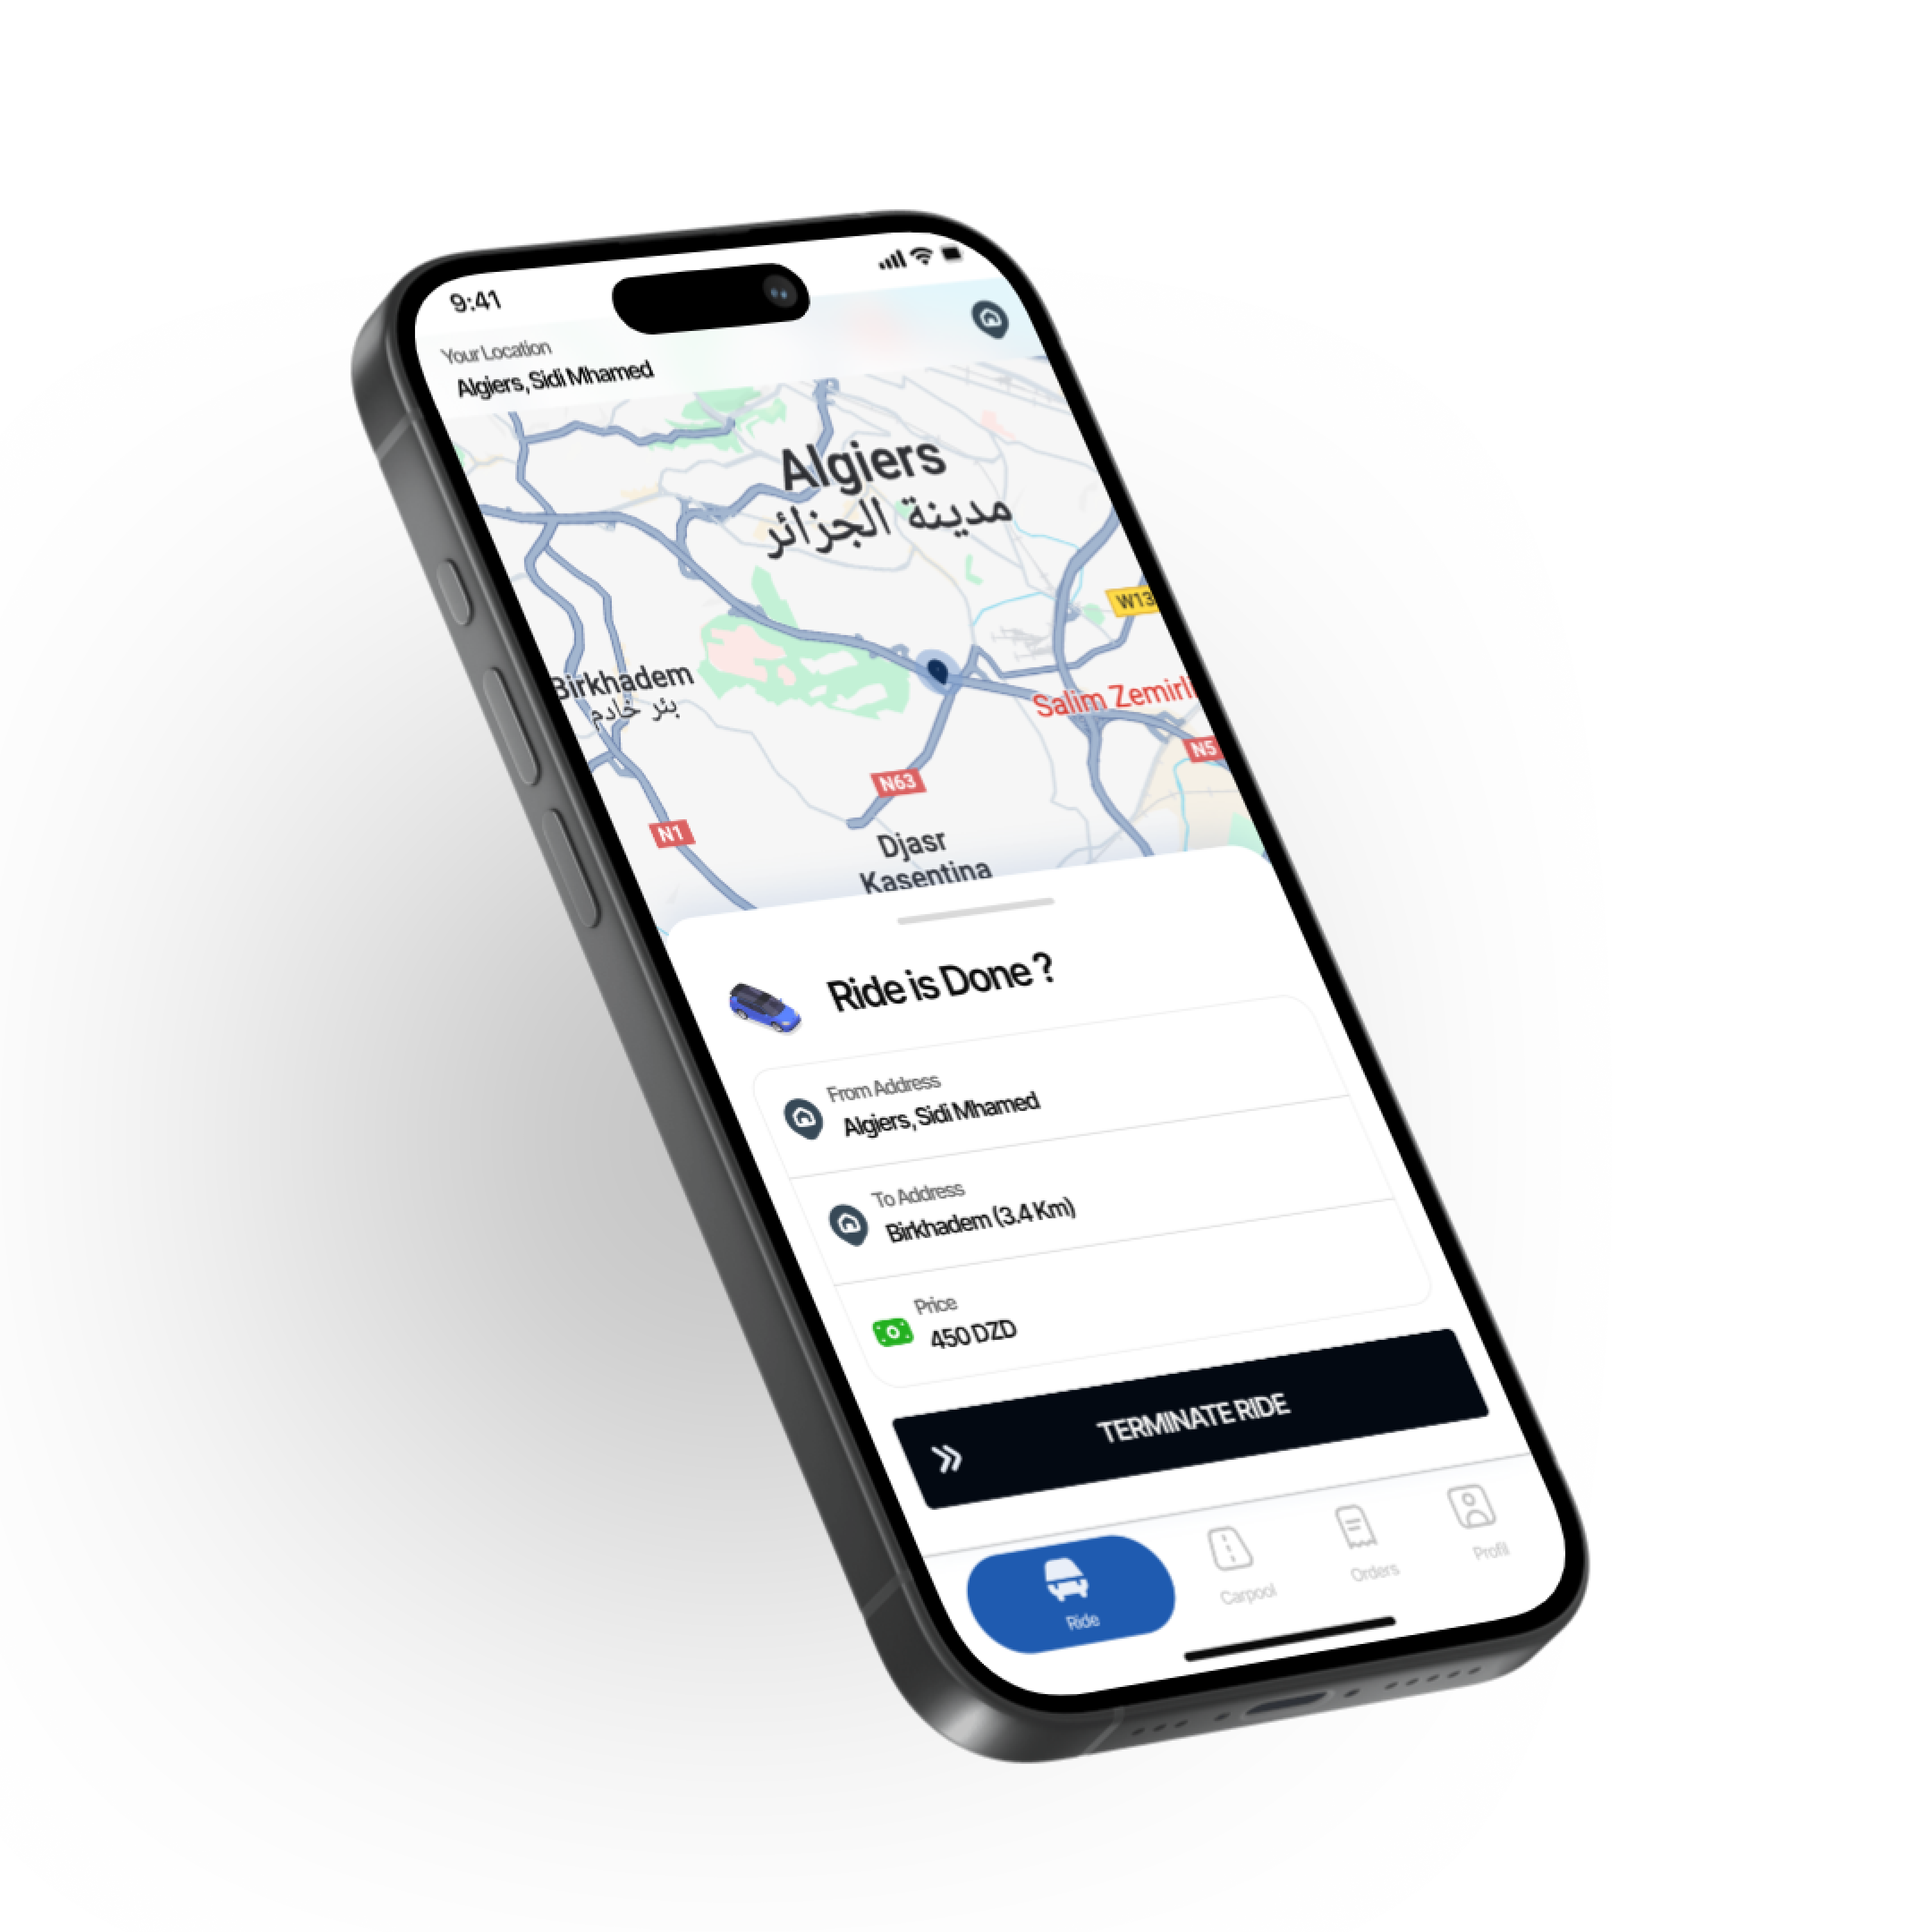 9:41
Your Location
Algiers, Sidi Mhamed
Algiers
مدينة الجزائر
W13
Birkhadem
بئر خادم
Salim Zemirli
N5
N63
N1
Djasr
Kasentina
Ride is Done ?
From Address
Algiers, Sidi Mhamed
To Address
Birkhadem (3.4 Km)
Price
450 DZD
TERMINATE RIDE
Ride
Carpool
Orders
Profil